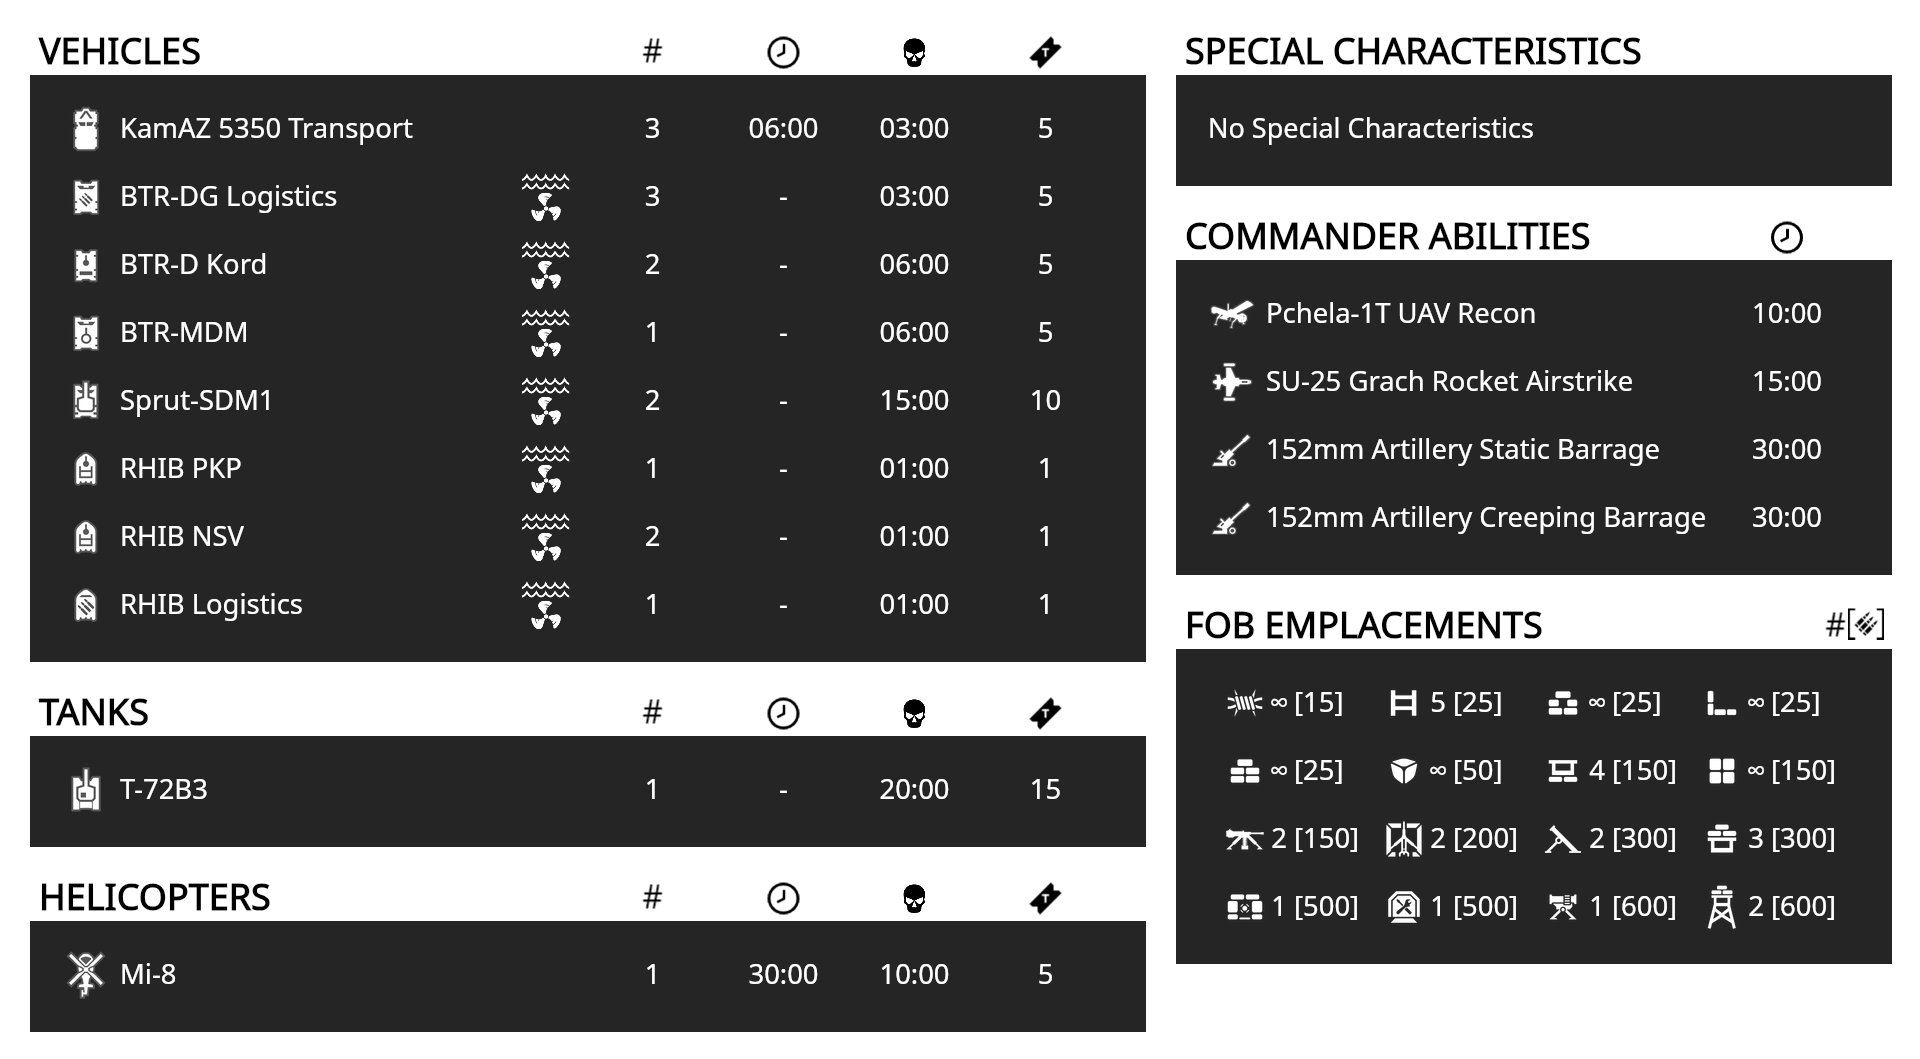 VEHICLES #
KamAZ 5350 Transport 3 06:00 03:00 5
BTR-DG Logistics 3 - 03:00 5
BTR-D Kord 2 - 06:00 5
BTR-MDM 1 - 06:00 5
Sprut-SDM1 2 - 15:00 10
RHIB PKP 1 - 01:00 1
RHIB NSV 2 - 01:00 1
RHIB Logistics 1 - 01:00 1
TANKS #
T-72B3 1 - 20:00 15
HELICOPTERS #
Mi-8 1 30:00 10:00 5
SPECIAL CHARACTERISTICS
No Special Characteristics
COMMANDER ABILITIES
Pchela-1T UAV Recon 10:00
SU-25 Grach Rocket Airstrike 15:00
152mm Artillery Static Barrage 30:00
152mm Artillery Creeping Barrage 30:00
FOB EMPLACEMENTS #[]
∞ [15] 5 [25] ∞ [25] ∞ [25]
∞ [25] ∞ [50] 4 [150] ∞ [150]
2 [150] 2 [200] 2 [300] 3 [300]
1 [500] 1 [500] 1 [600] 2 [600]